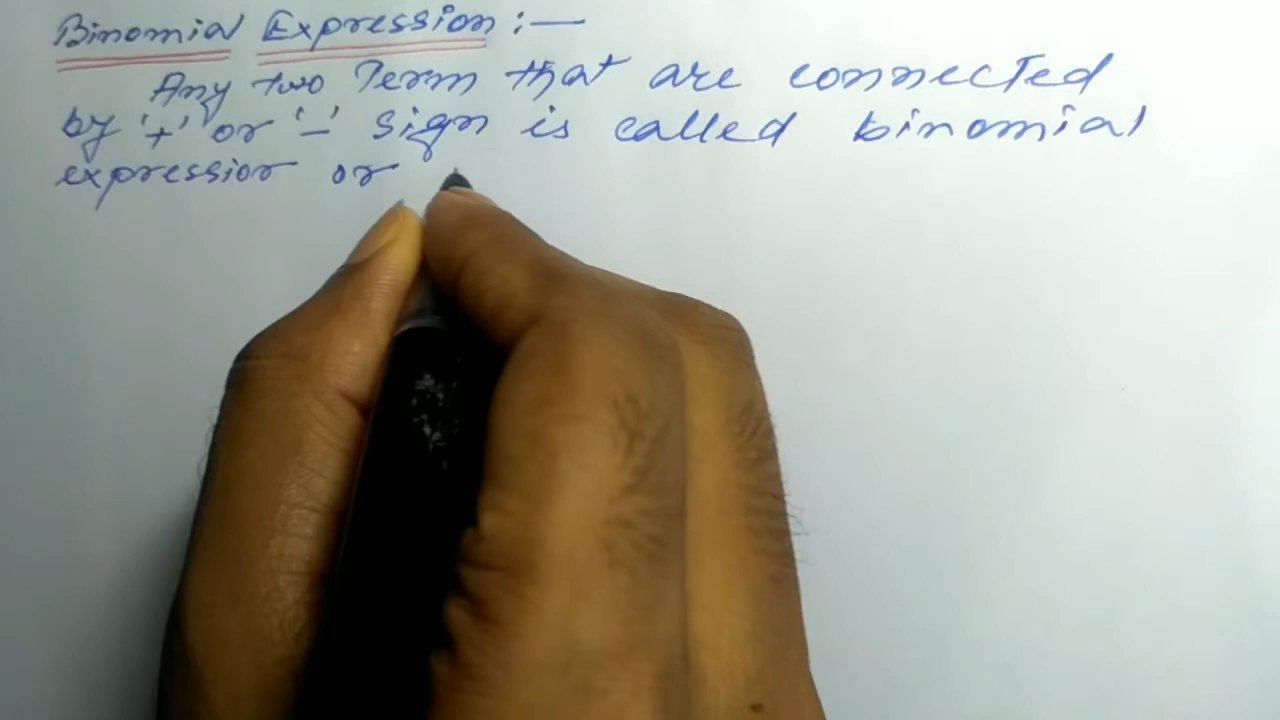 Binomial Expression :—
Any two Term that are connected
by '+' or '-' sign is called binomial
expression or